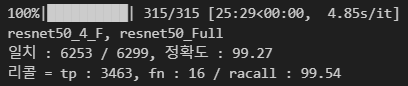 100%|██████████| 315/315 [25:29<00:00,  4.85s/it]
resnet50_4_F, resnet50_Full
일치 : 6253 / 6299, 정확도 : 99.27
리콜 = tp : 3463, fn : 16 / racall : 99.54